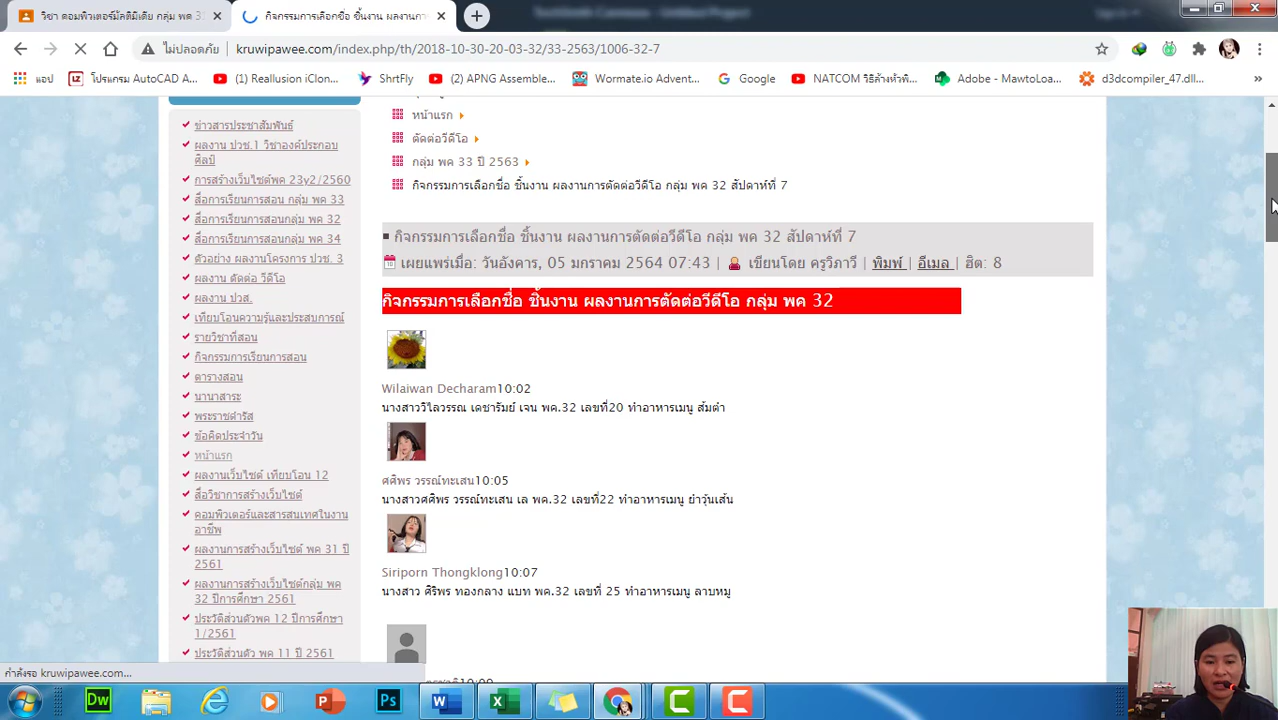 TechSmith Camtasia - Untitled Project
วิชา คอมพิวเตอร์มัลติมิเดีย กลุ่ม พค 3
กิจกรรมการเลือกชื่อ ชิ้นงาน ผลงานกา
ไม่ปลอดภัย
kruwipawee.com/index.php/th/2018-10-30-20-03-32/33-2563/1006-32-7
แอป
โปรแกรม AutoCAD A...
(1) Reallusion iClon...
ShrtFly
(2) APNG Assemble...
Wormate.io Advent...
Google
NATCOM วิธีล้างหัวพิ...
Adobe - MawtoLoa...
d3dcompiler_47.dll...
ข่าวสารประชาสัมพันธ์
ผลงาน ปวช.1 วิชาองค์ประกอบ
ศิลป์
การสร้างเว็บไซต์พค 23y2/2560
สื่อการเรียนการสอน กลุ่ม พค 33
สื่อการเรียนการสอนกลุ่ม พค 32
สื่อการเรียนการสอนกลุ่ม พค 34
ตัวอย่าง ผลงานโครงการ ปวช. 3
ผลงาน ตัดต่อ วีดีโอ
ผลงาน ปวส.
เทียบโอนความรู้และประสบการณ์
รายวิชาที่สอน
กิจกรรมการเรียนการสอน
ตารางสอน
นานาสาระ
พระราชดำรัส
ข้อคิดประจำวัน
หน้าแรก
ผลงานเว็บไซต์ เทียบโอน 12
สื่อวิชาการสร้างเว็บไซต์
คอมพิวเตอร์และสารสนเทศในงาน
อาชีพ
ผลงานการสร้างเว็บไซต์ พค 31 ปี
2561
ผลงานการสร้างเว็บไซต์กลุ่ม พค
32 ปีการศึกษา 2561
ประวัติส่วนตัวพค 12 ปีการศึกษา
1/2561
ประวัติส่วนตัว พค 11 ปี 2561
หน้าแรก
ตัดต่อวีดีโอ
กลุ่ม พค 33 ปี 2563
กิจกรรมการเลือกชื่อ ชิ้นงาน ผลงานการตัดต่อวีดีโอ กลุ่ม พค 32 สัปดาห์ที่ 7
กิจกรรมการเลือกชื่อ ชิ้นงาน ผลงานการตัดต่อวีดีโอ กลุ่ม พค 32 สัปดาห์ที่ 7
เผยแพร่เมื่อ: วันอังคาร, 05 มกราคม 2564 07:43 | เขียนโดย ครูวิภาวี | พิมพ์ | อีเมล | ฮิต: 8
กิจกรรมการเลือกชื่อ ชิ้นงาน ผลงานการตัดต่อวีดีโอ กลุ่ม พค 32
Wilaiwan Decharam10:02
นางสาววิไลวรรณ เดชารัมย์ เจน พค.32 เลขที่20 ทำอาหารเมนู ส้มตำ
ศศิพร วรรณ์ทะเสน10:05
นางสาวศศิพร วรรณ์ทะเสน เล พค.32 เลขที่22 ทำอาหารเมนู ยำวุ้นเส้น
Siriporn Thongklong10:07
นางสาว ศิริพร ทองกลาง แบท พค.32 เลขที่ 25 ทำอาหารเมนู ลาบหมู
กำลังรอ kruwipawee.com...